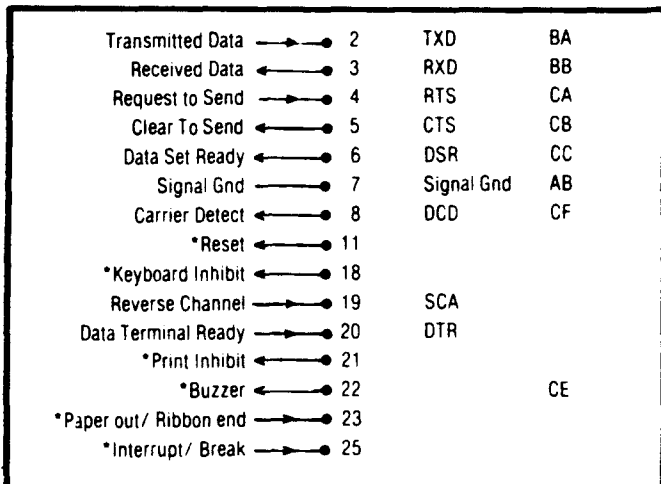 Transmitted Data 2 TXD BA
Received Data 3 RXD BB
Request to Send 4 RTS CA
Clear To Send 5 CTS CB
Data Set Ready 6 DSR CC
Signal Gnd 7 Signal Gnd AB
Carrier Detect 8 DCD CF
*Reset 11
*Keyboard Inhibit 18
Reverse Channel 19 SCA
Data Terminal Ready 20 DTR
*Print Inhibit 21
*Buzzer 22 CE
*Paper out/ Ribbon end 23
*Interrupt/ Break 25